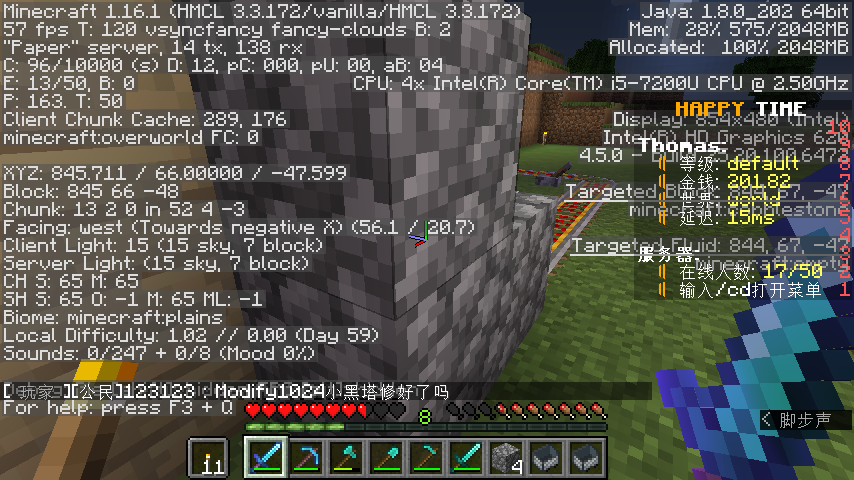 Minecraft 1.16.1 (HMCL 3.3.172/vanilla/HMCL 3.3.172)
57 fps T: 120 vsyncfancy fancy-clouds B: 2
"Paper" server, 14 tx, 138 rx
C: 96/10000 (s) D: 12, pC: 000, pU: 00, aB: 04
E: 13/50, B: 0
P: 163. T: 50
Client Chunk Cache: 289, 176
minecraft:overworld FC: 0
XYZ: 845.711 / 66.00000 / -47.599
Block: 845 66 -48
Chunk: 13 2 0 in 52 4 -3
Facing: west (Towards negative X) (56.1 / 20.7)
Client Light: 15 (15 sky, 7 block)
Server Light: (15 sky, 7 block)
CH S: 65 M: 65
SH S: 65 O: -1 M: 65 ML: -1
Biome: minecraft:plains
Local Difficulty: 1.02 // 0.00 (Day 59)
Sounds: 0/247 + 0/8 (Mood 0%)
For help: press F3 + Q
Java: 1.8.0_202 64bit
Mem: 28% 575/2048MB
Allocated: 100% 2048MB
CPU: 4x Intel(R) Core(TM) i5-7200U CPU @ 2.50GHz
Display: 854x480 (Intel)
Intel(R) HD Graphics 620
Targeted Fluid: 844, 67, -47
HAPPY TIME
Thomas.
等级: default
金钱: 201.82
世界: world
延迟: 15ms
服务器:
在线人数: 17/50
输入/cd打开菜单
[玩家][公民]123123 : Modify1024小黑塔修好了吗
8
< 脚步声
11
4